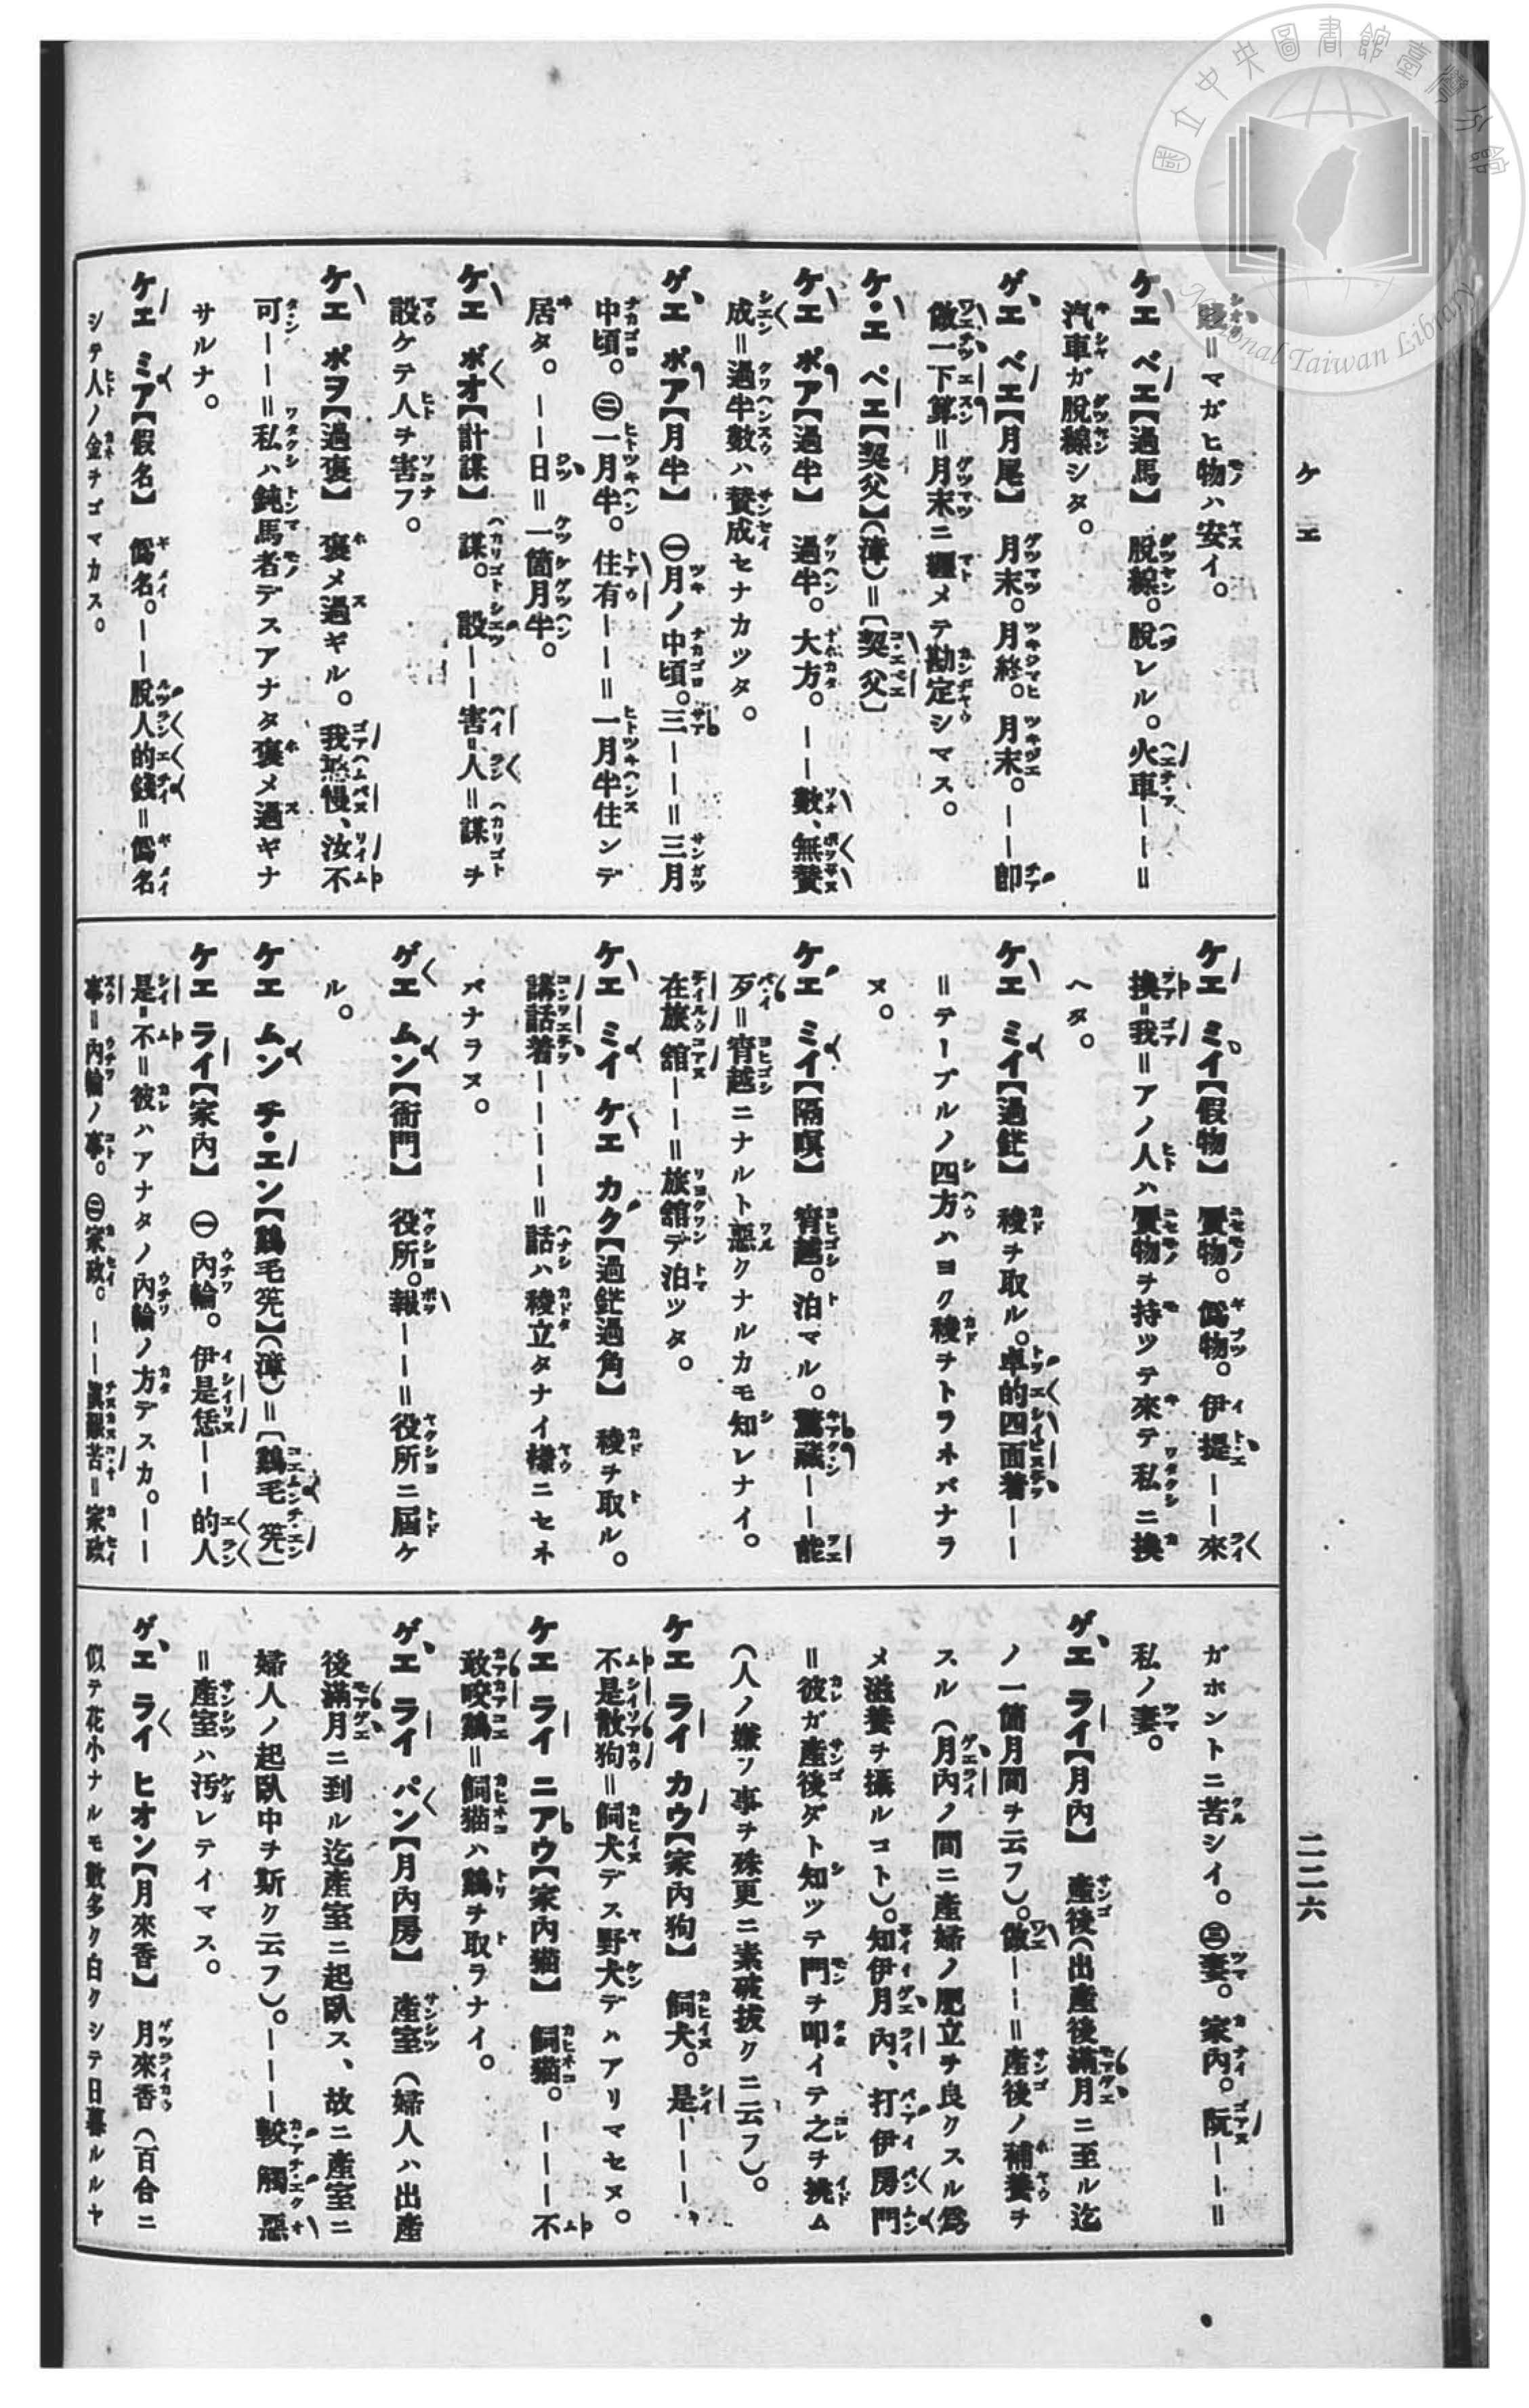 國立中央圖書館臺灣分館
National Taiwan Library
ケエ
二二六
＝マガヒ物ハ安イ。
ケエ ベエ【過馬】 脫線。脫レル。火車――＝
汽車ガ脫線シタ。
ゲエ ベエ【月尾】 月末。月終。月末。――卽
做一下算＝月末ニ纒メテ勘定シマス。
ケ・エ ペエ【契父】(漳)＝〔契父〕
ケエ ポア【過半】 過半。大方。――數、無贊
成＝過半數ハ贊成セナカツタ。
ゲエ ポア【月半】 ㊀月ノ中頃。三――＝三月
中頃。㊁一月半。住有――＝一月半住ンデ
居タ。――日＝一箇月半。
ケエ ボオ【計謀】 謀。設――害人＝謀ヲ
設ケテ人ヲ害フ。
ケエ ポヲ【過褒】 褒メ過ギル。我憨慢、汝不
可――＝私ハ鈍馬者デスアナタ褒メ過ギナ
サルナ。
ケエ ミア【假名】 僞名。――脫人的錢＝僞名
シテ人ノ金ヲゴマカス。
ケエ ミイ【假物】 贋物。僞物。伊提――來
換我＝アノ人ハ贋物ヲ持ツテ來テ私ニ換
ヘタ。
ケエ ミイ【過鋩】 稜ヲ取ル。卓的四面着――
＝テーブルノ四方ハヨク稜ヲトラネバナラ
ヌ。
ケエ ミイ【隔暝】 宵越。泊マル。驚蔵――能
歹＝宵越ニナルト惡クナルカモ知レナイ。
在旅舘――＝旅舘デ泊ツタ。
ケエ ミイ ケエ カク【過鋩過角】 稜ヲ取ル。
講話着――――＝話ハ稜立タナイ樣ニセネ
バナラヌ。
ゲエ ムン【衙門】 役所。報――＝役所ニ屆ケ
ル。
ケエ ムン チ・エン【鷄毛筅】(漳)＝〔鷄毛筅〕
ケエ ライ【家內】 ㊀內輪。伊是恁――的人
是不＝彼ハアナタノ內輪ノ方デスカ。――
事＝內輪ノ事。㊁家政。――眞艱苦＝家政
ガホントニ苦シイ。㊂妻。家內。阮――＝
私ノ妻。
ゲエ ライ【月內】 產後(出產後滿月ニ至ル迄
ノ一箇月間ヲ云フ)。做――＝產後ノ補養ヲ
スル(月內ノ間ニ產婦ノ肥立ヲ良クスル爲
メ滋養ヲ攝ルコト)。知伊月內、打伊房門
＝彼ガ產後ダト知ツテ門ヲ叩イテ之ヲ挑ム
(人ノ嫌フ事ヲ殊更ニ素破拔クニ云フ)。
ケエ ライ カウ【家內狗】 飼犬。是―――、
不是散狗＝飼犬デス野犬デハアリマセヌ。
ケエ ライ ニアウ【家內猫】 飼猫。―――不
敢咬鷄＝飼猫ハ鷄ヲ取ラナイ。
ゲエ ライ パン【月內房】 產室(婦人ハ出產
後滿月ニ到ル迄產室ニ起臥ス、故ニ產室ニ
婦人ノ起臥中ヲ斯ク云フ)。―――較觸惡
＝產室ハ汚レテイマス。
ゲエ ライ ヒオン【月來香】 月來香(百合ニ
似テ花小ナルモ數多ク白クシテ日暮ルルヤ